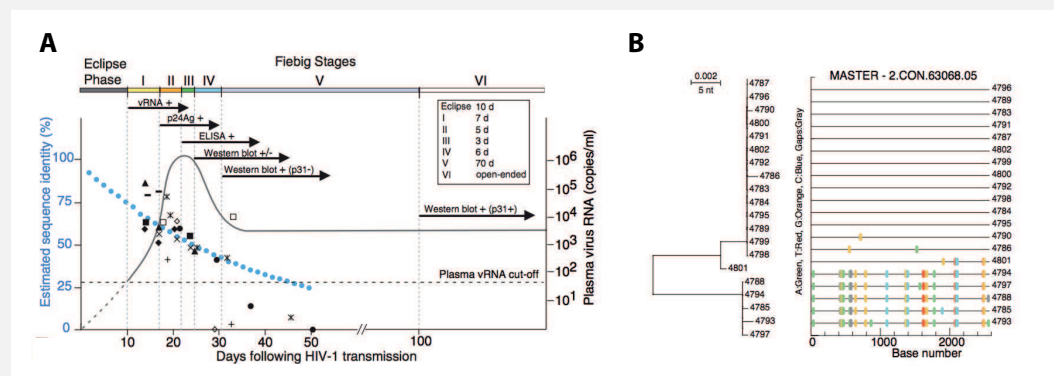 A
B
Eclipse
Phase
Fiebig Stages
I II III IV V VI
vRNA +
p24Ag +
ELISA +
Western blot +/-
Western blot + (p31-)
Western blot + (p31+)
Eclipse 10 d
I 7 d
II 5 d
III 3 d
IV 6 d
V 70 d
VI open-ended
Estimated sequence identity (%)
100
75
50
25
0
Plasma vRNA cut-off
10⁶
10⁵
10⁴
10³
10²
10¹
Plasma virus RNA (copies/ml)
10 20 30 40 50 100
Days following HIV-1 transmission
0.002
5 nt
4787
4796
4790
4800
4791
4802
4792
4786
4783
4784
4795
4789
4799
4798
4801
4788
4794
4785
4793
4797
MASTER - 2.CON.63068.05
A:Green, T:Red, G:Orange, C:Blue, Gaps:Gray
4796
4789
4783
4791
4787
4802
4799
4800
4792
4798
4784
4795
4790
4786
4801
4794
4797
4788
4785
4793
0 1000 2000
Base number